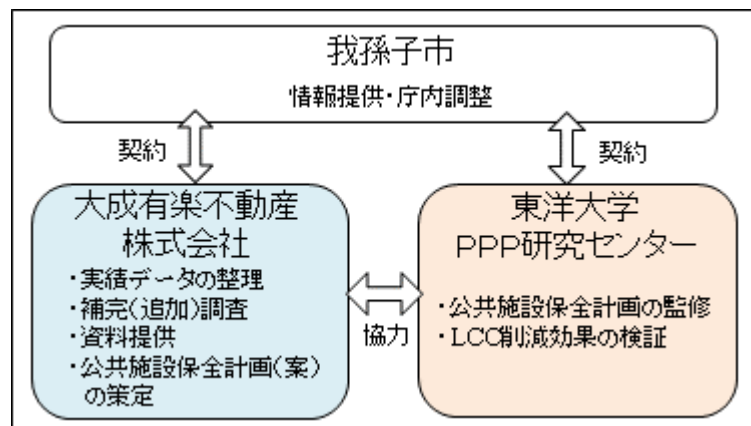 我孫子市
情報提供・庁内調整
契約
契約
大成有楽不動産
株式会社
・実績データの整理
・補完(追加)調査
・資料提供
・公共施設保全計画(案)
の策定
協力
東洋大学
PPP研究センター
・公共施設保全計画の監修
・LCC削減効果の検証